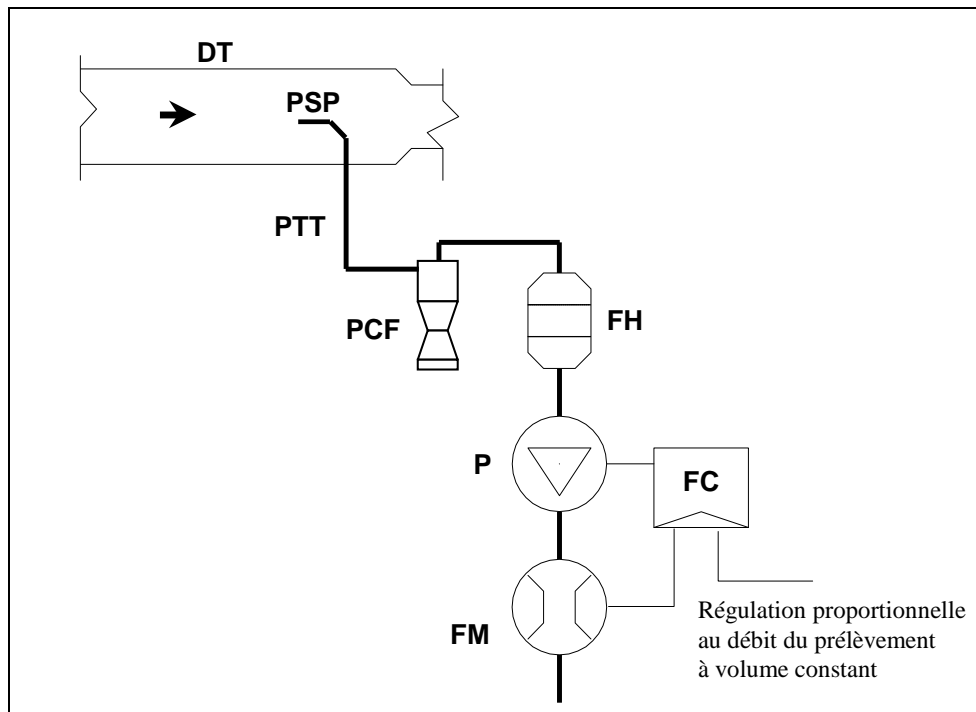 DT
PSP
PTT
PCF
FH
P
FC
FM
Régulation proportionnelle
au débit du prélèvement
à volume constant